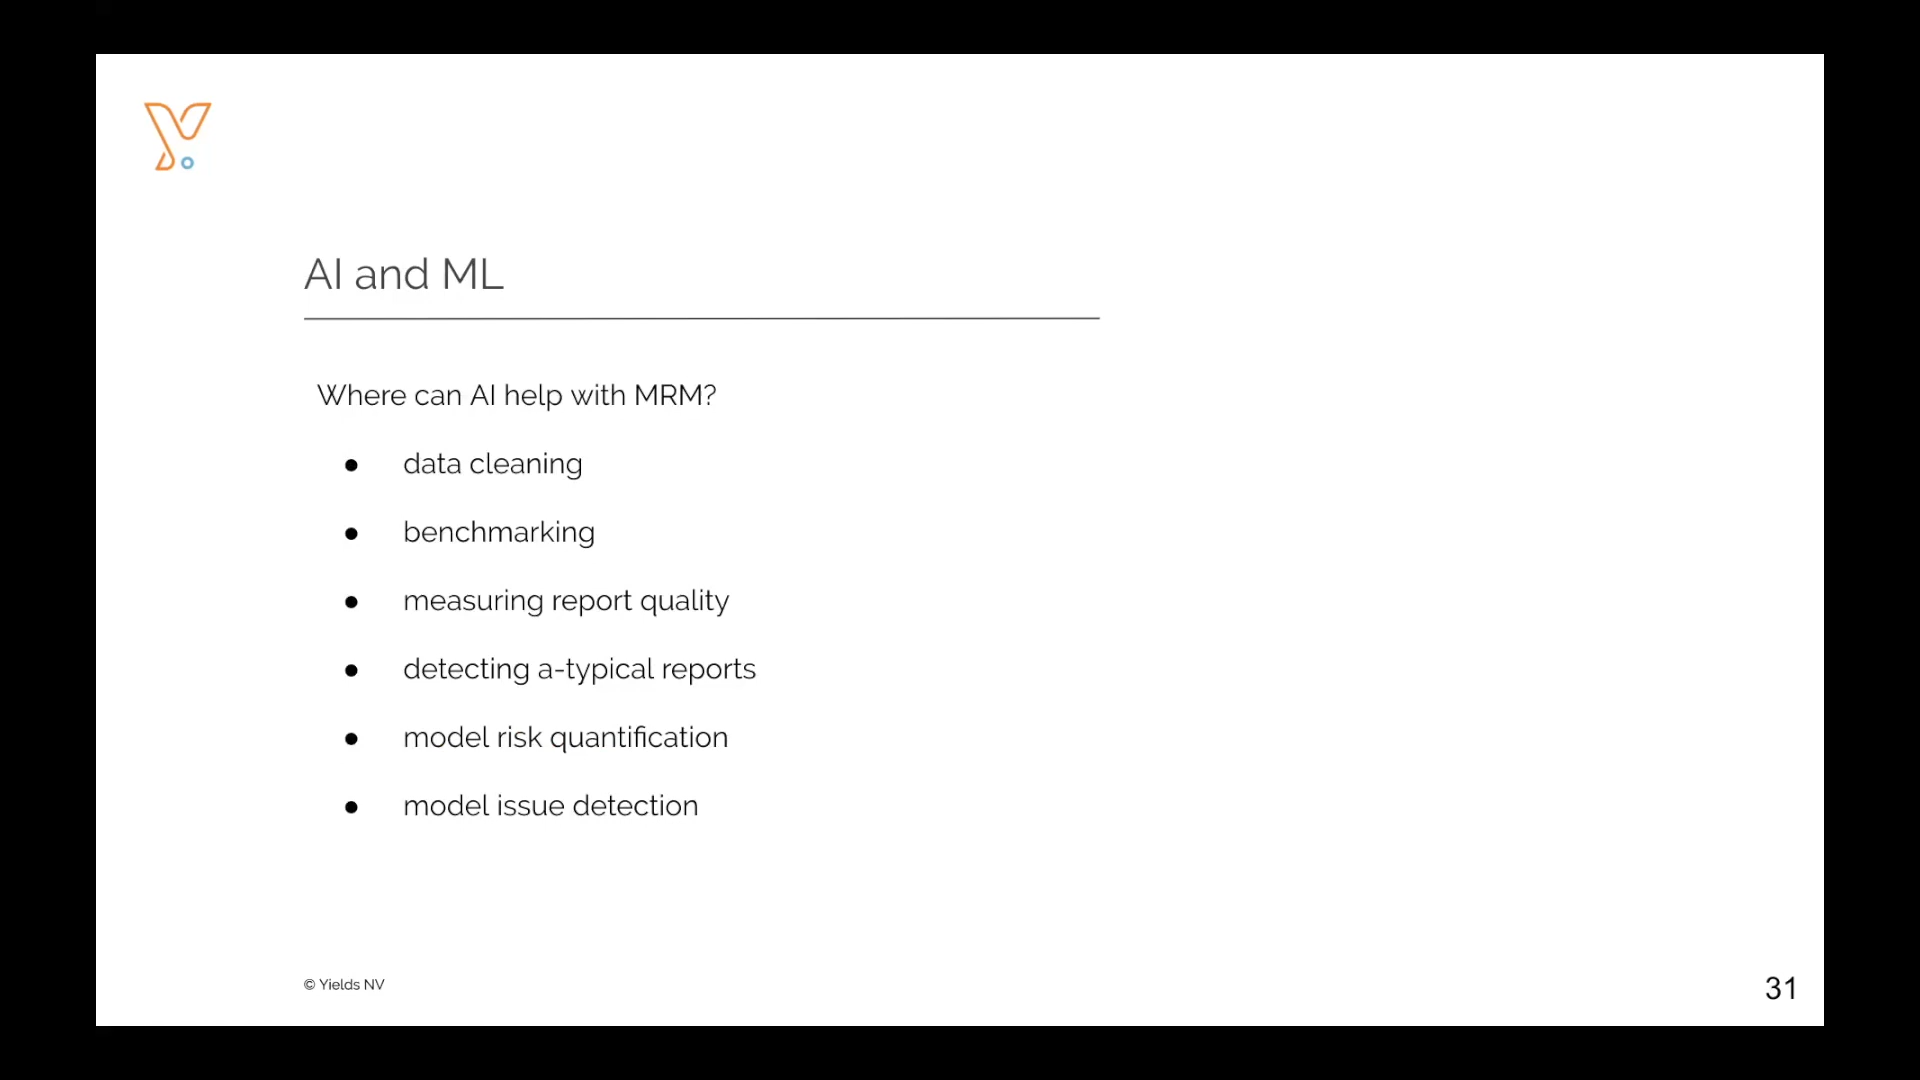 AI and ML
Where can AI help with MRM?
● data cleaning
● benchmarking
● measuring report quality
● detecting a-typical reports
● model risk quantification
● model issue detection
© Yields NV
31